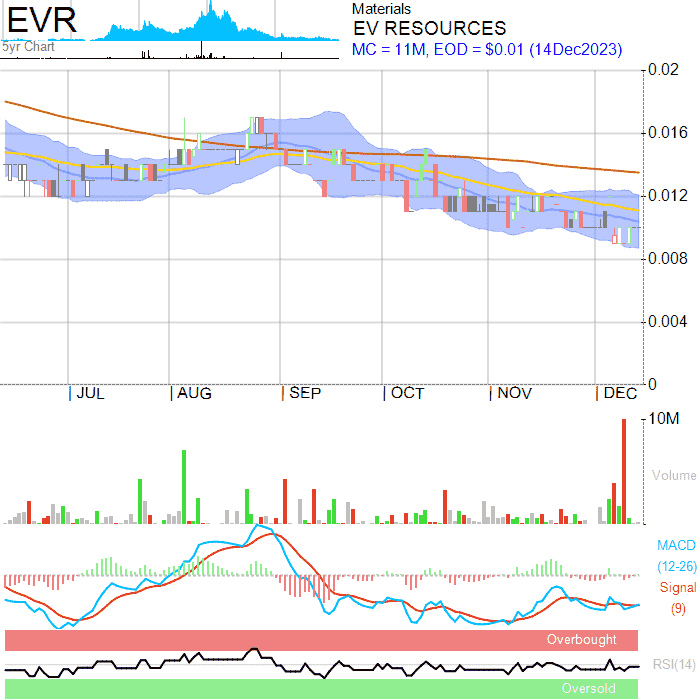 EVR
5yr Chart
Materials
EV RESOURCES
MC = 11M, EOD = $0.01 (14Dec2023)
0.02
0.016
0.012
0.008
0.004
0
JUL
AUG
SEP
OCT
NOV
DEC
10M
Volume
MACD
(12-26)
Signal
(9)
Overbought
RSI(14)
Oversold